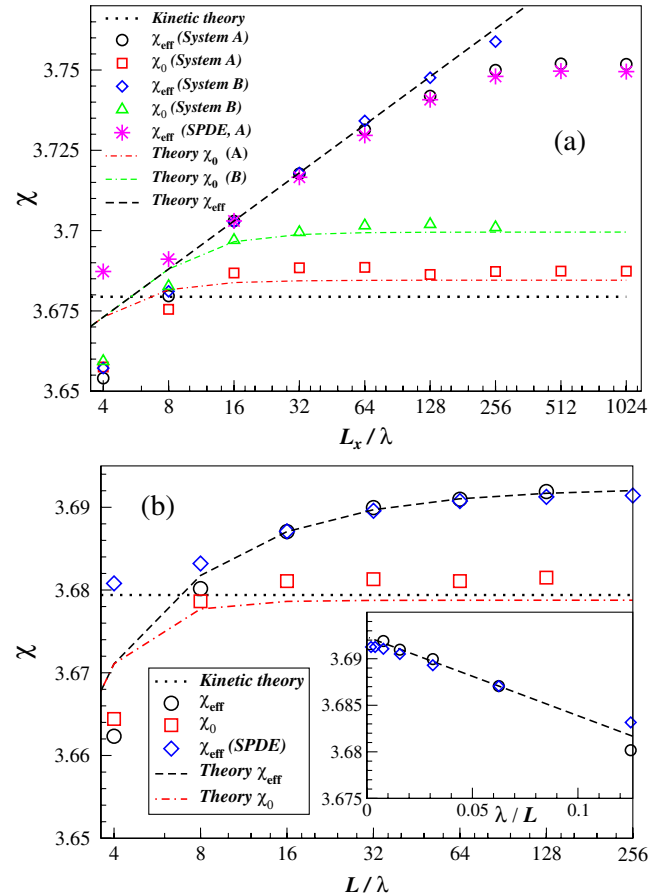 Kinetic theory
χeff (System A)
χ0 (System A)
χeff (System B)
χ0 (System B)
χeff (SPDE, A)
Theory χ0 (A)
Theory χ0 (B)
Theory χeff
(a)
3.75
3.725
3.7
3.675
3.65
χ
4 8 16 32 64 128 256 512 1024
Lx / λ
(b)
3.69
3.68
3.67
3.66
3.65
χ
Kinetic theory
χeff
χ0
χeff (SPDE)
Theory χeff
Theory χ0
3.69
3.685
3.68
3.675
0 0.05 0.1
λ / L
4 8 16 32 64 128 256
L / λ